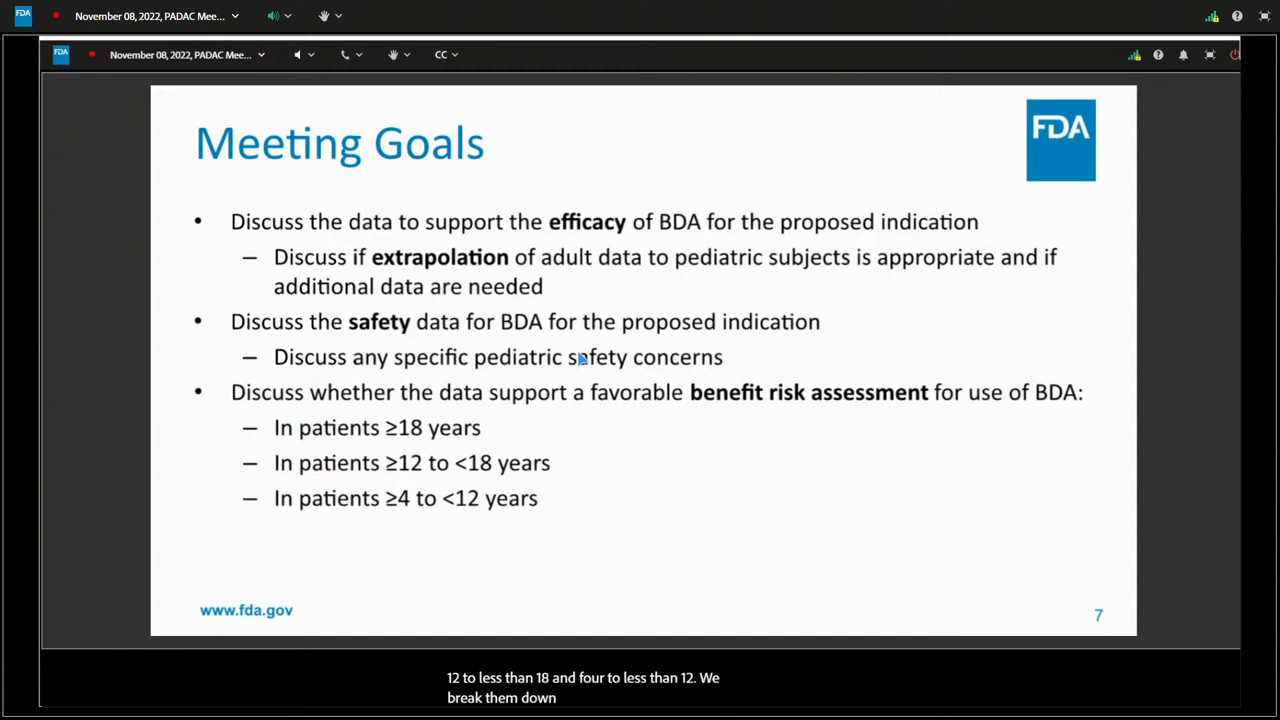 FDA
November 08, 2022, PADAC Mee...
FDA
November 08, 2022, PADAC Mee...
CC
Meeting Goals
FDA
• Discuss the data to support the efficacy of BDA for the proposed indication
– Discuss if extrapolation of adult data to pediatric subjects is appropriate and if
additional data are needed
• Discuss the safety data for BDA for the proposed indication
– Discuss any specific pediatric safety concerns
• Discuss whether the data support a favorable benefit risk assessment for use of BDA:
– In patients ≥18 years
– In patients ≥12 to <18 years
– In patients ≥4 to <12 years
www.fda.gov
7
12 to less than 18 and four to less than 12. We
break them down